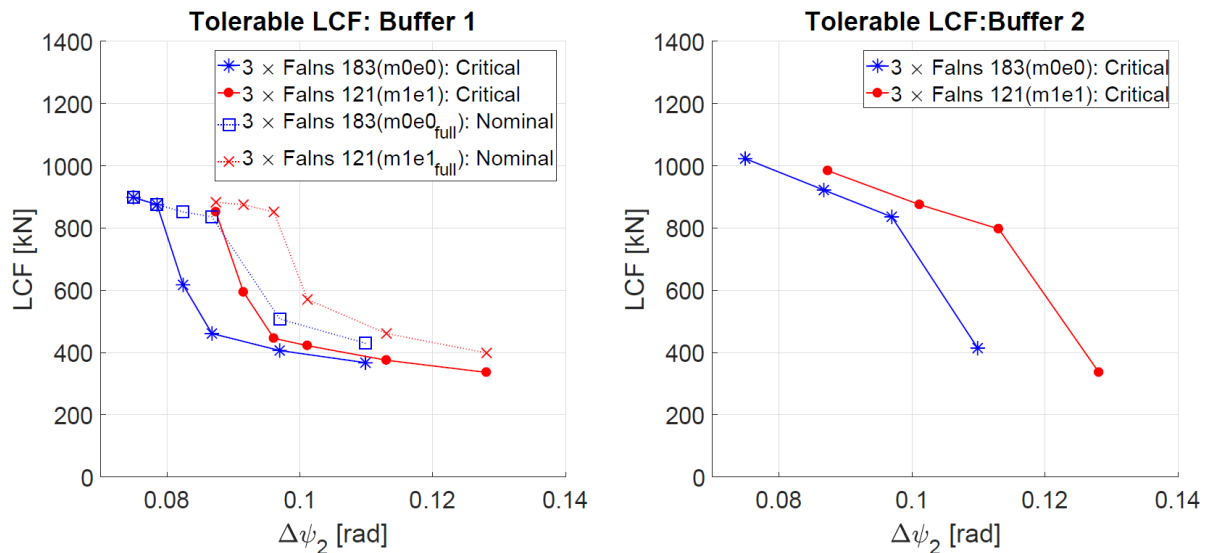 Tolerable LCF: Buffer 1
1400
1200
1000
800
600
400
200
0
LCF [kN]
3 × Falns 183(m0e0): Critical
3 × Falns 121(m1e1): Critical
3 × Falns 183(m0e0_full): Nominal
3 × Falns 121(m1e1_full): Nominal
0.08 0.1 0.12 0.14
Δψ₂ [rad]
Tolerable LCF:Buffer 2
1400
1200
1000
800
600
400
200
0
LCF [kN]
3 × Falns 183(m0e0): Critical
3 × Falns 121(m1e1): Critical
0.08 0.1 0.12 0.14
Δψ₂ [rad]